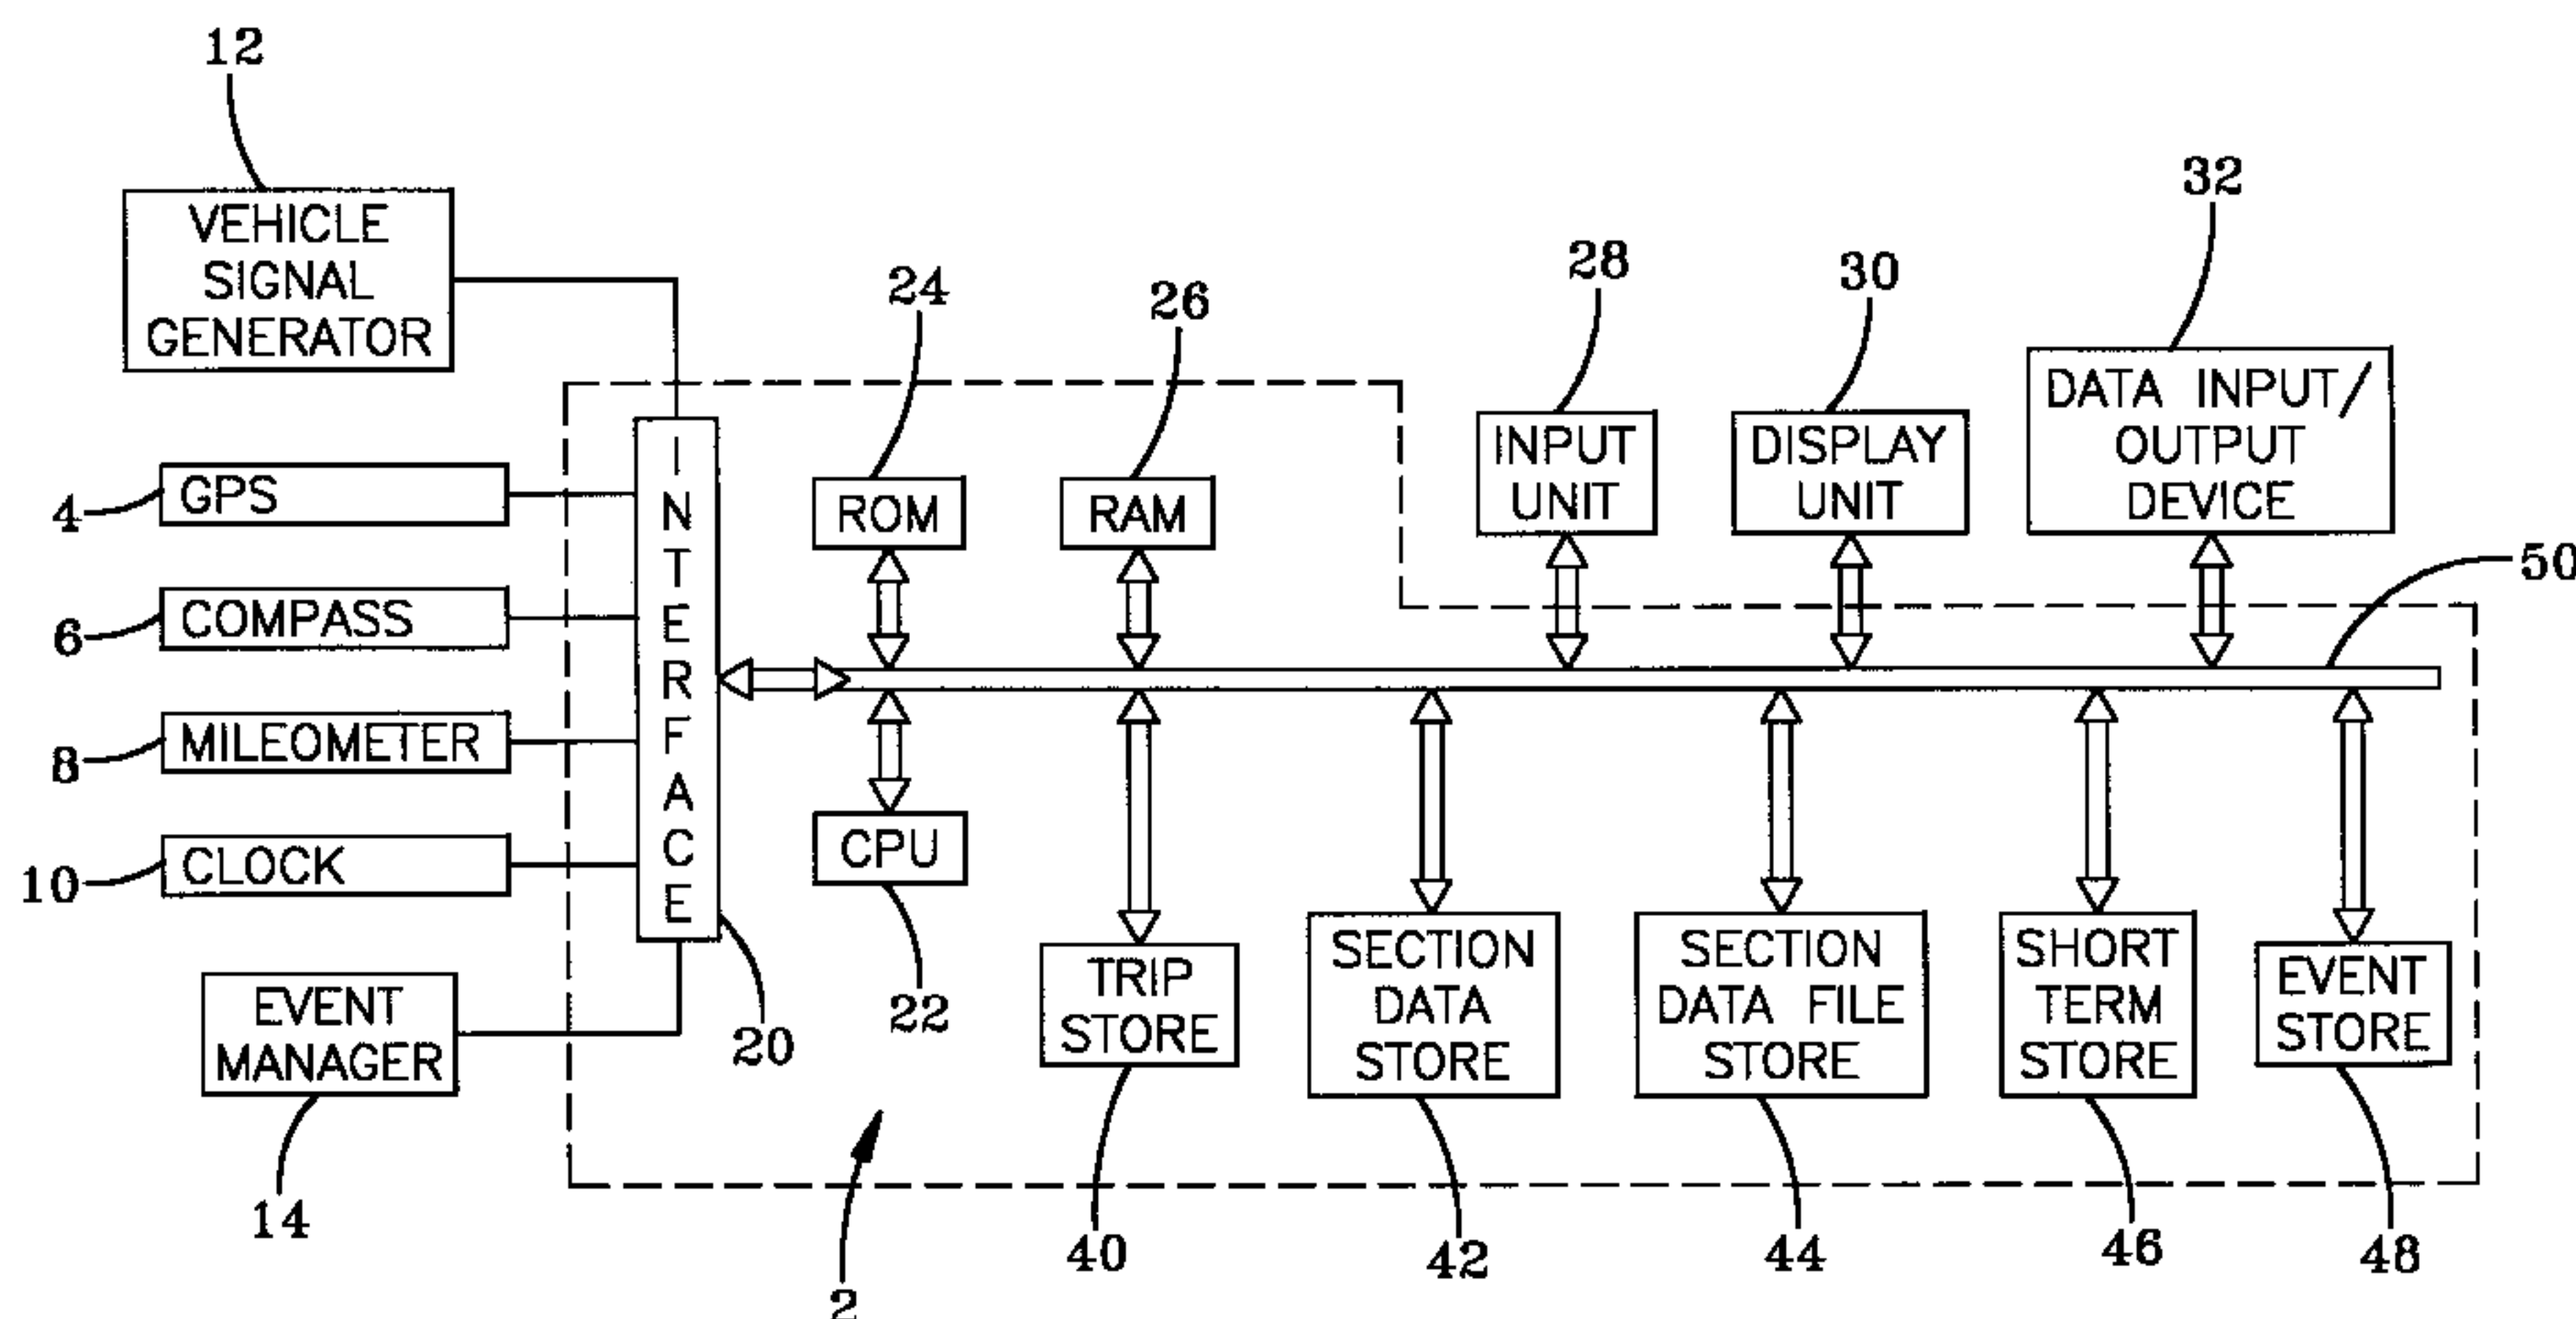 12
VEHICLE
SIGNAL
GENERATOR
32
DATA INPUT/
OUTPUT
DEVICE
28
INPUT
UNIT
30
DISPLAY
UNIT
24
ROM
26
RAM
50
4
GPS
6
COMPASS
8
MILEOMETER
10
CLOCK
INTERFACE
20
CPU
22
EVENT
MANAGER
14
TRIP
STORE
40
SECTION
DATA
STORE
42
SECTION
DATA FILE
STORE
44
SHORT
TERM
STORE
46
EVENT
STORE
48
2